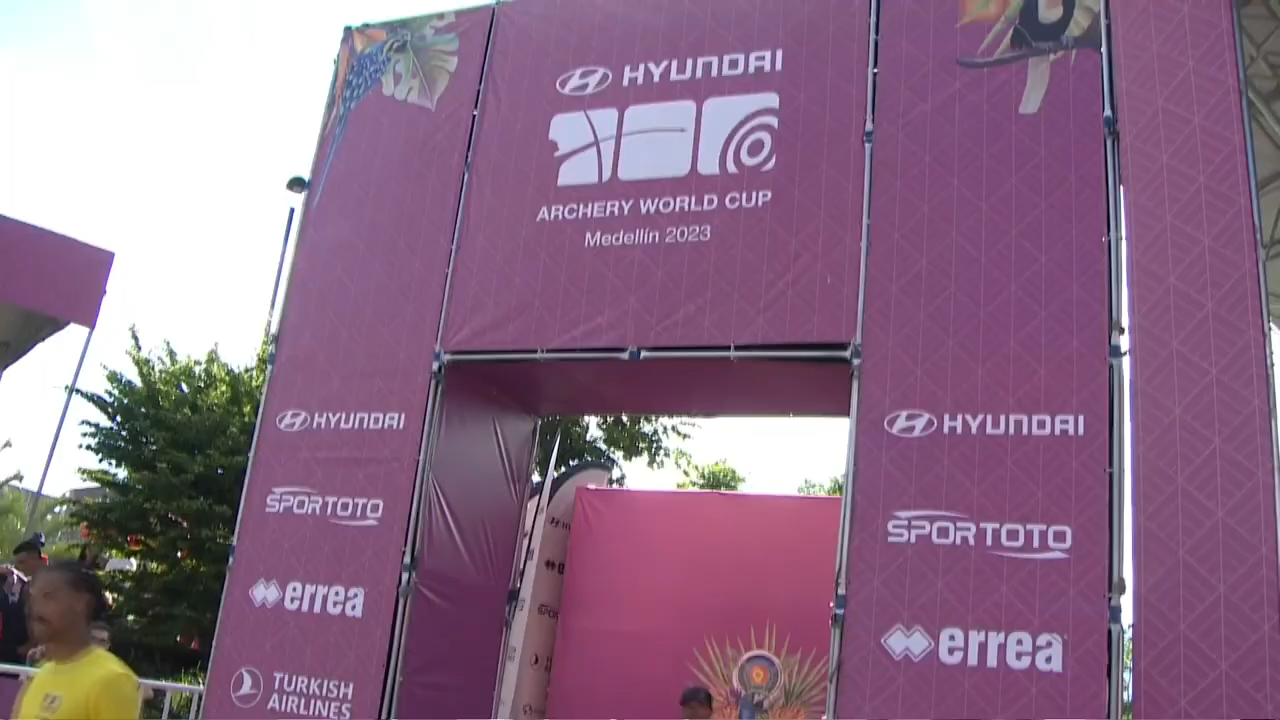 HYUNDAI
ARCHERY WORLD CUP
Medellín 2023
HYUNDAI
SPORTOTO
errea
TURKISH
AIRLINES
HYUNDAI
SPORTOTO
errea